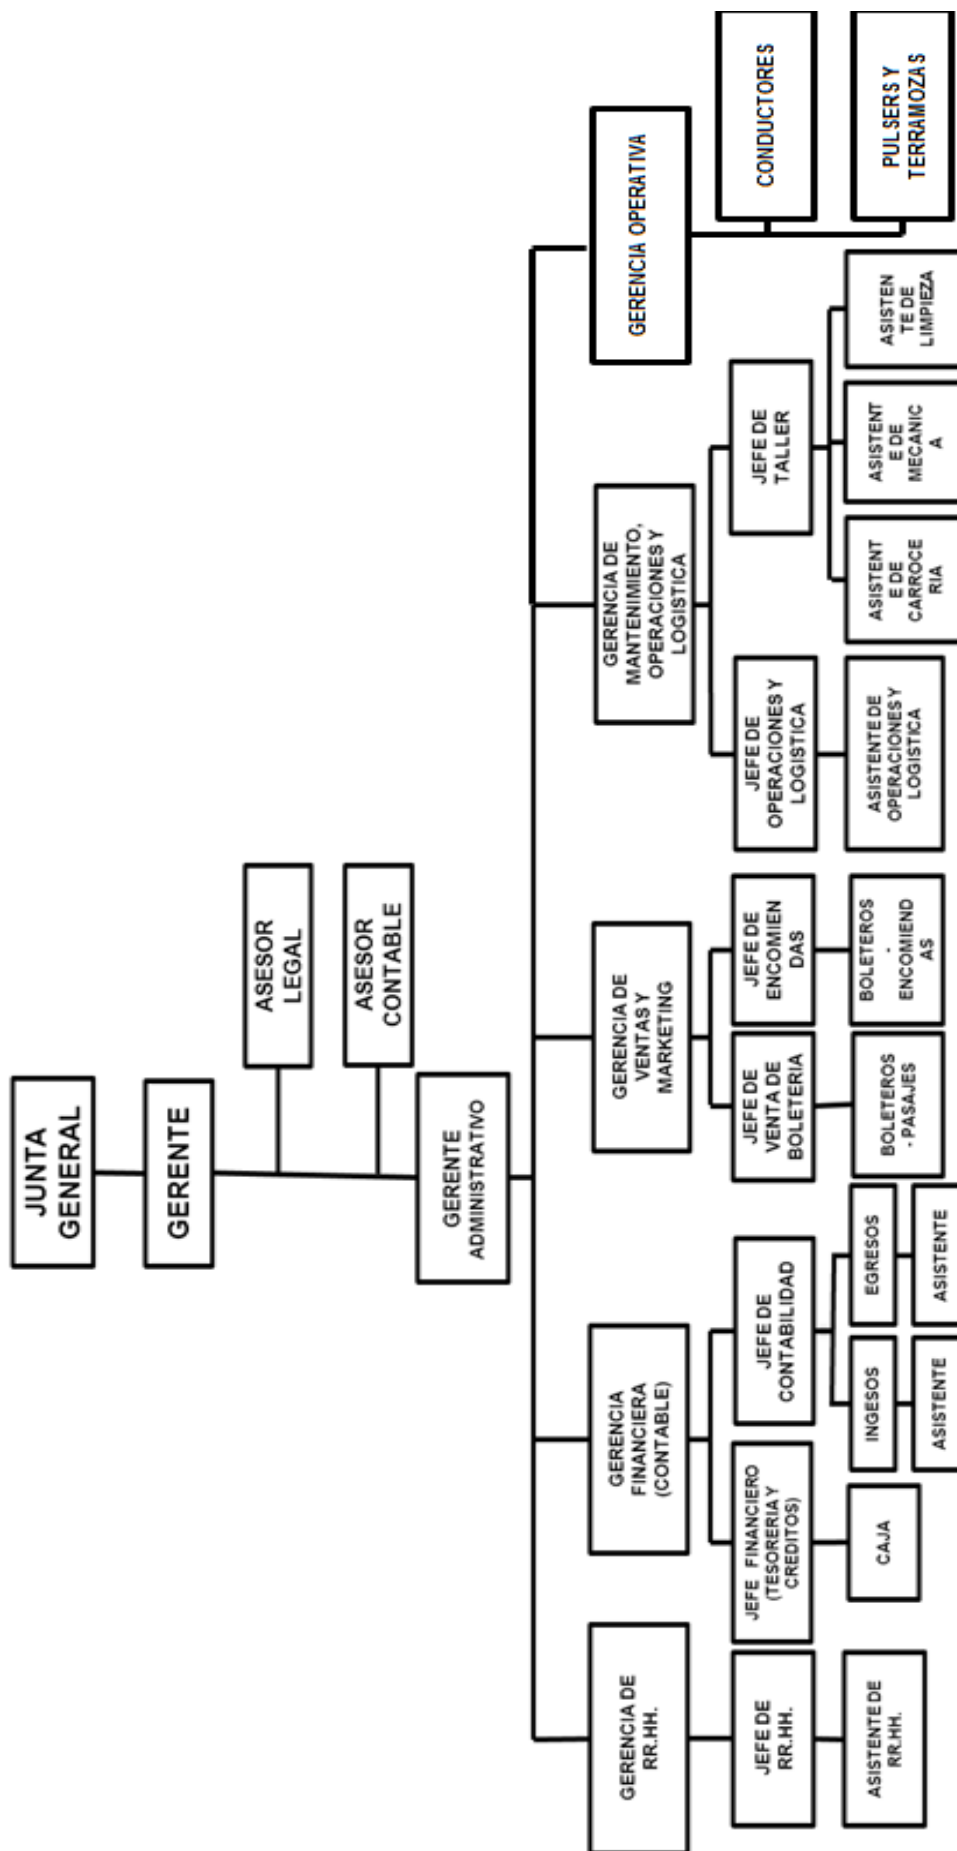 JUNTA
GENERAL
GERENTE
ASESOR
LEGAL
ASESOR
CONTABLE
GERENTE
ADMINISTRATIVO
GERENCIA DE
RR.HH.
GERENCIA
FINANCIERA
(CONTABLE)
GERENCIA DE
VENTAS Y
MARKETING
GERENCIA DE
MANTENIMIENTO,
OPERACIONES Y
LOGISTICA
GERENCIA OPERATIVA
JEFE DE
RR.HH.
JEFE FINANCIERO
(TESORERIA Y
CREDITOS)
JEFE DE
CONTABILIDAD
JEFE DE
VENTA DE
BOLETERIA
JEFE DE
ENCOMIEN
DAS
JEFE DE
OPERACIONES Y
LOGISTICA
JEFE DE
TALLER
CONDUCTORES
ASISTENTE DE
RR.HH.
CAJA
INGESOS
EGRESOS
BOLETEROS
- PASAJES
BOLETEROS
-
ENCOMIEND
AS
ASISTENTE DE
OPERACIONES Y
LOGISTICA
ASISTENT
E DE
CARROCE
RIA
ASISTENT
E DE
MECANIC
A
ASISTEN
TE DE
LIMPIEZA
PULSERS Y
TERRAMOZAS
ASISTENTE
ASISTENTE